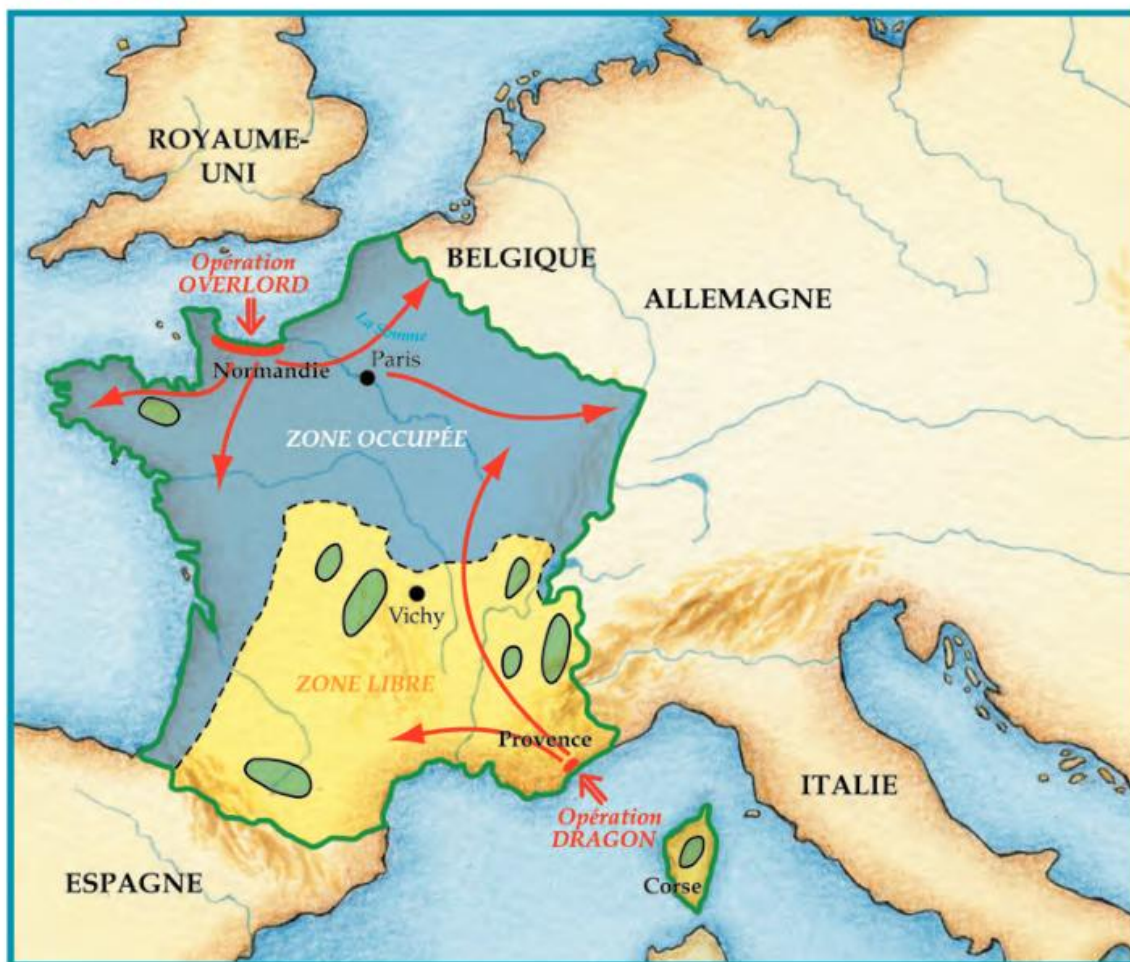 ROYAUME-
UNI
Opération
OVERLORD
BELGIQUE
ALLEMAGNE
La Somme
Paris
Normandie
ZONE OCCUPÉE
Vichy
ZONE LIBRE
Provence
Opération
DRAGON
ITALIE
Corse
ESPAGNE